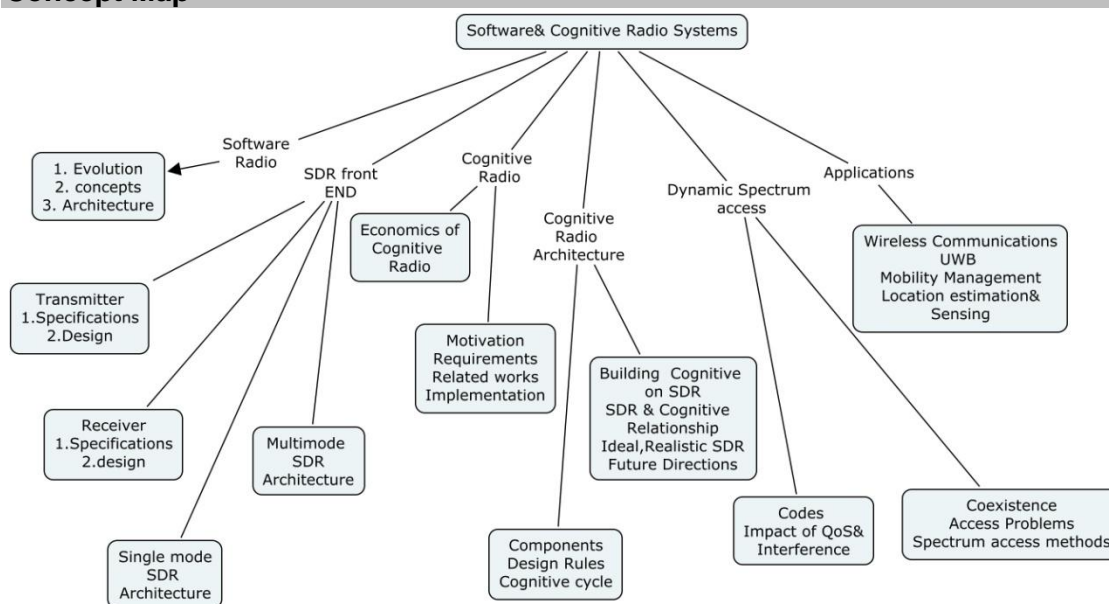 Concept Map
Software& Cognitive Radio Systems
Software
Radio
1. Evolution
2. concepts
3. Architecture
SDR front
END
Cognitive
Radio
Dynamic Spectrum
access
Applications
Economics of
Cognitive
Radio
Cognitive
Radio
Architecture
Wireless Communications
UWB
Mobility Management
Location estimation&
Sensing
Transmitter
1.Specifications
2.Design
Motivation
Requirements
Related works
Implementation
Building Cognitive
on SDR
SDR & Cognitive
Relationship
Ideal,Realistic SDR
Future Directions
Receiver
1.Specifications
2.design
Multimode
SDR
Architecture
Codes
Impact of QoS&
Interference
Coexistence
Access Problems
Spectrum access methods
Single mode
SDR
Architecture
Components
Design Rules
Cognitive cycle